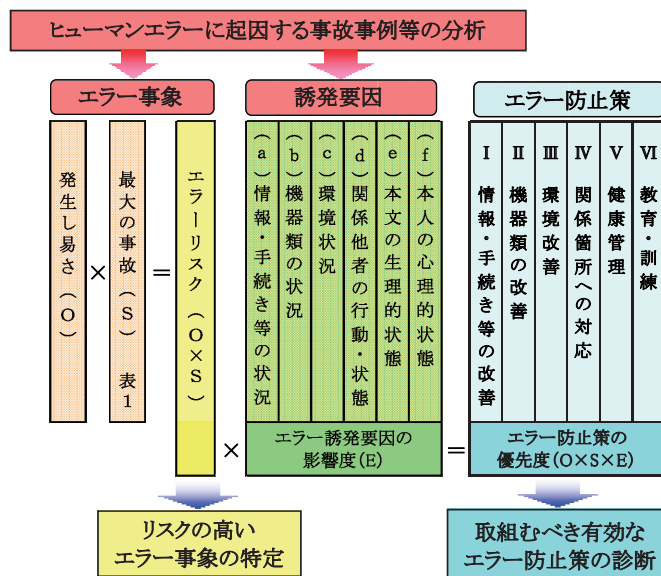 ヒューマンエラーに起因する事故事例等の分析
エラー事象
誘発要因
エラー防止策
発生し易さ(O)
×
最大の事故(S) 表1
=
エラーリスク(O×S)
(a)情報・手続き等の状況
(b)機器類の状況
(c)環境状況
(d)関係他者の行動・状態
(e)本文の生理的状態
(f)本人の心理的状態
Ⅰ 情報・手続き等の改善
Ⅱ 機器類の改善
Ⅲ 環境改善
Ⅳ 関係箇所への対応
Ⅴ 健康管理
Ⅵ 教育・訓練
×
エラー誘発要因の
影響度(E)
=
エラー防止策の
優先度(O×S×E)
リスクの高い
エラー事象の特定
取組むべき有効な
エラー防止策の診断